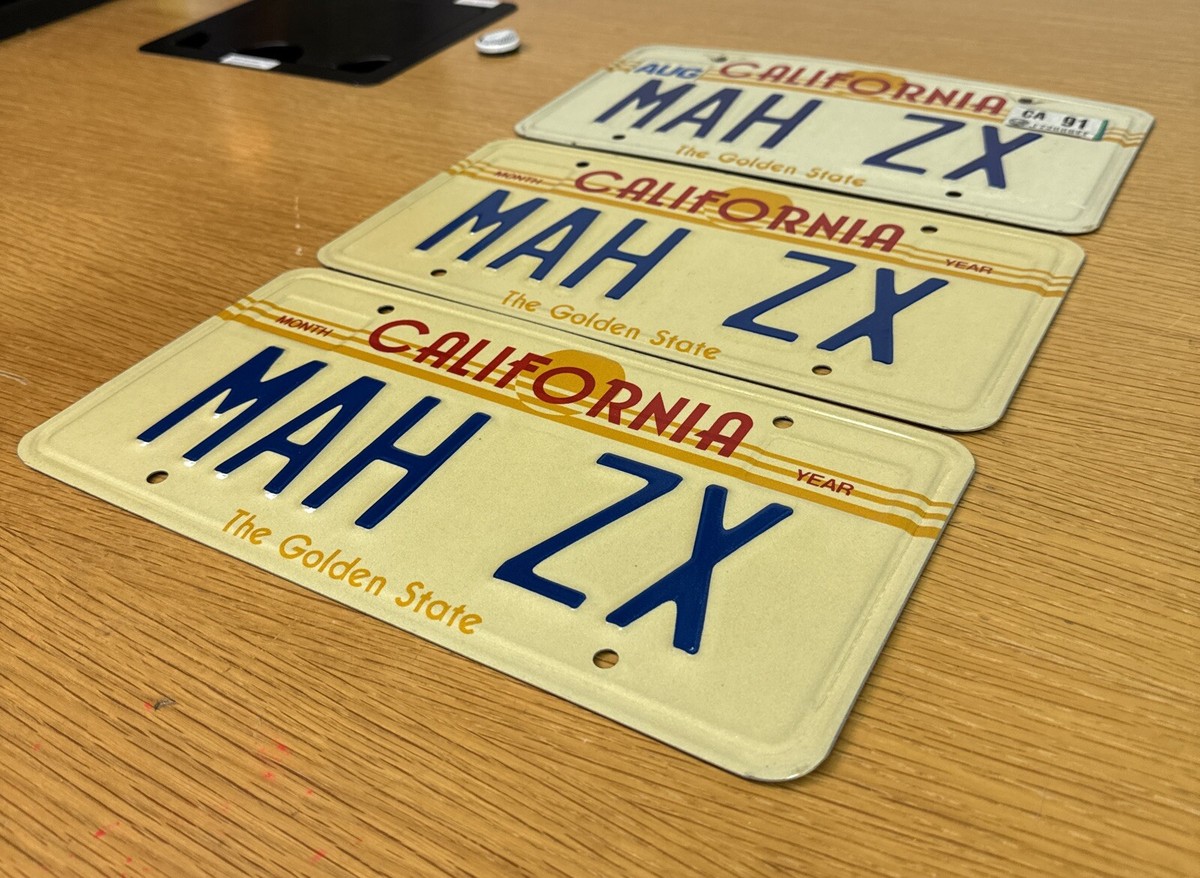 AUG CALIFORNIA
CA 91
MAH ZX
The Golden State
MONTH CALIFORNIA YEAR
MAH ZX
The Golden State
MONTH CALIFORNIA YEAR
MAH ZX
The Golden State